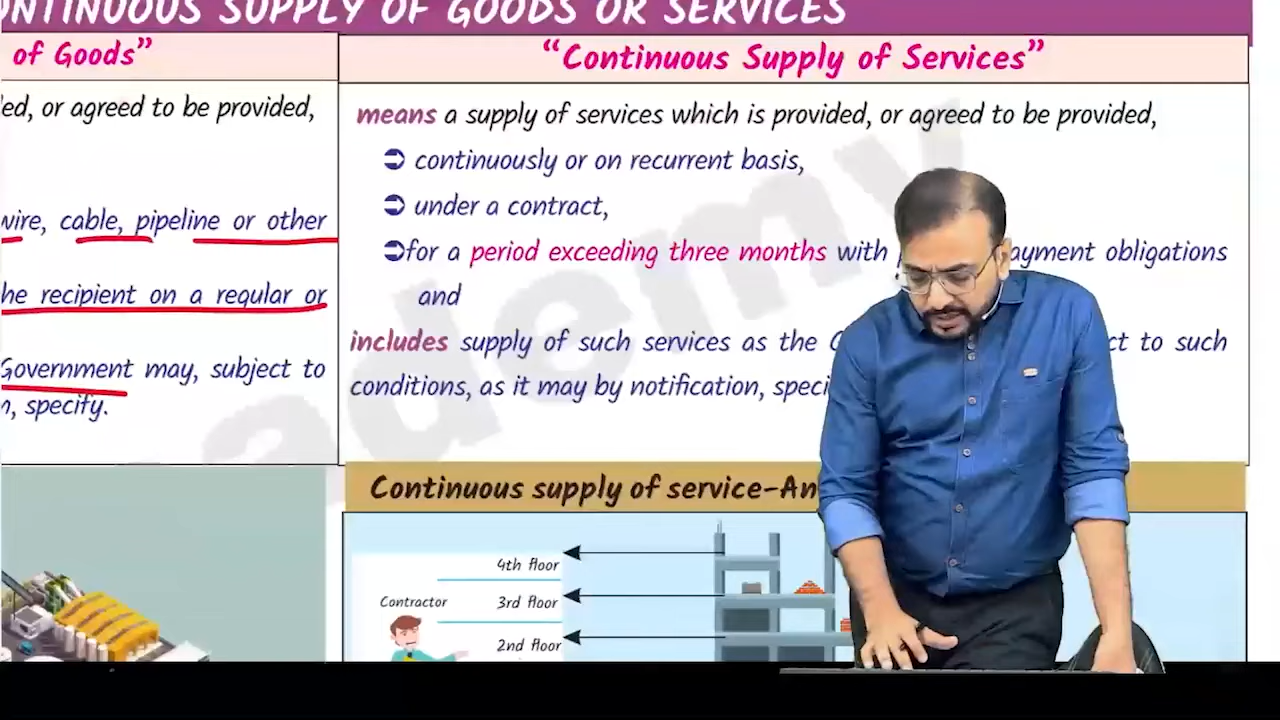 ONTINUOUS SUPPLY OF GOODS OR SERVICES
of Goods”
“Continuous Supply of Services”
ed, or agreed to be provided,
wire, cable, pipeline or other
he recipient on a regular or
Government may, subject to
n, specify.
means a supply of services which is provided, or agreed to be provided,
continuously or on recurrent basis,
under a contract,
for a period exceeding three months with ayment obligations
and
includes supply of such services as the ct to such
conditions, as it may by notification, speci
Continuous supply of service-An
4th floor
Contractor
3rd floor
2nd floor
ademy